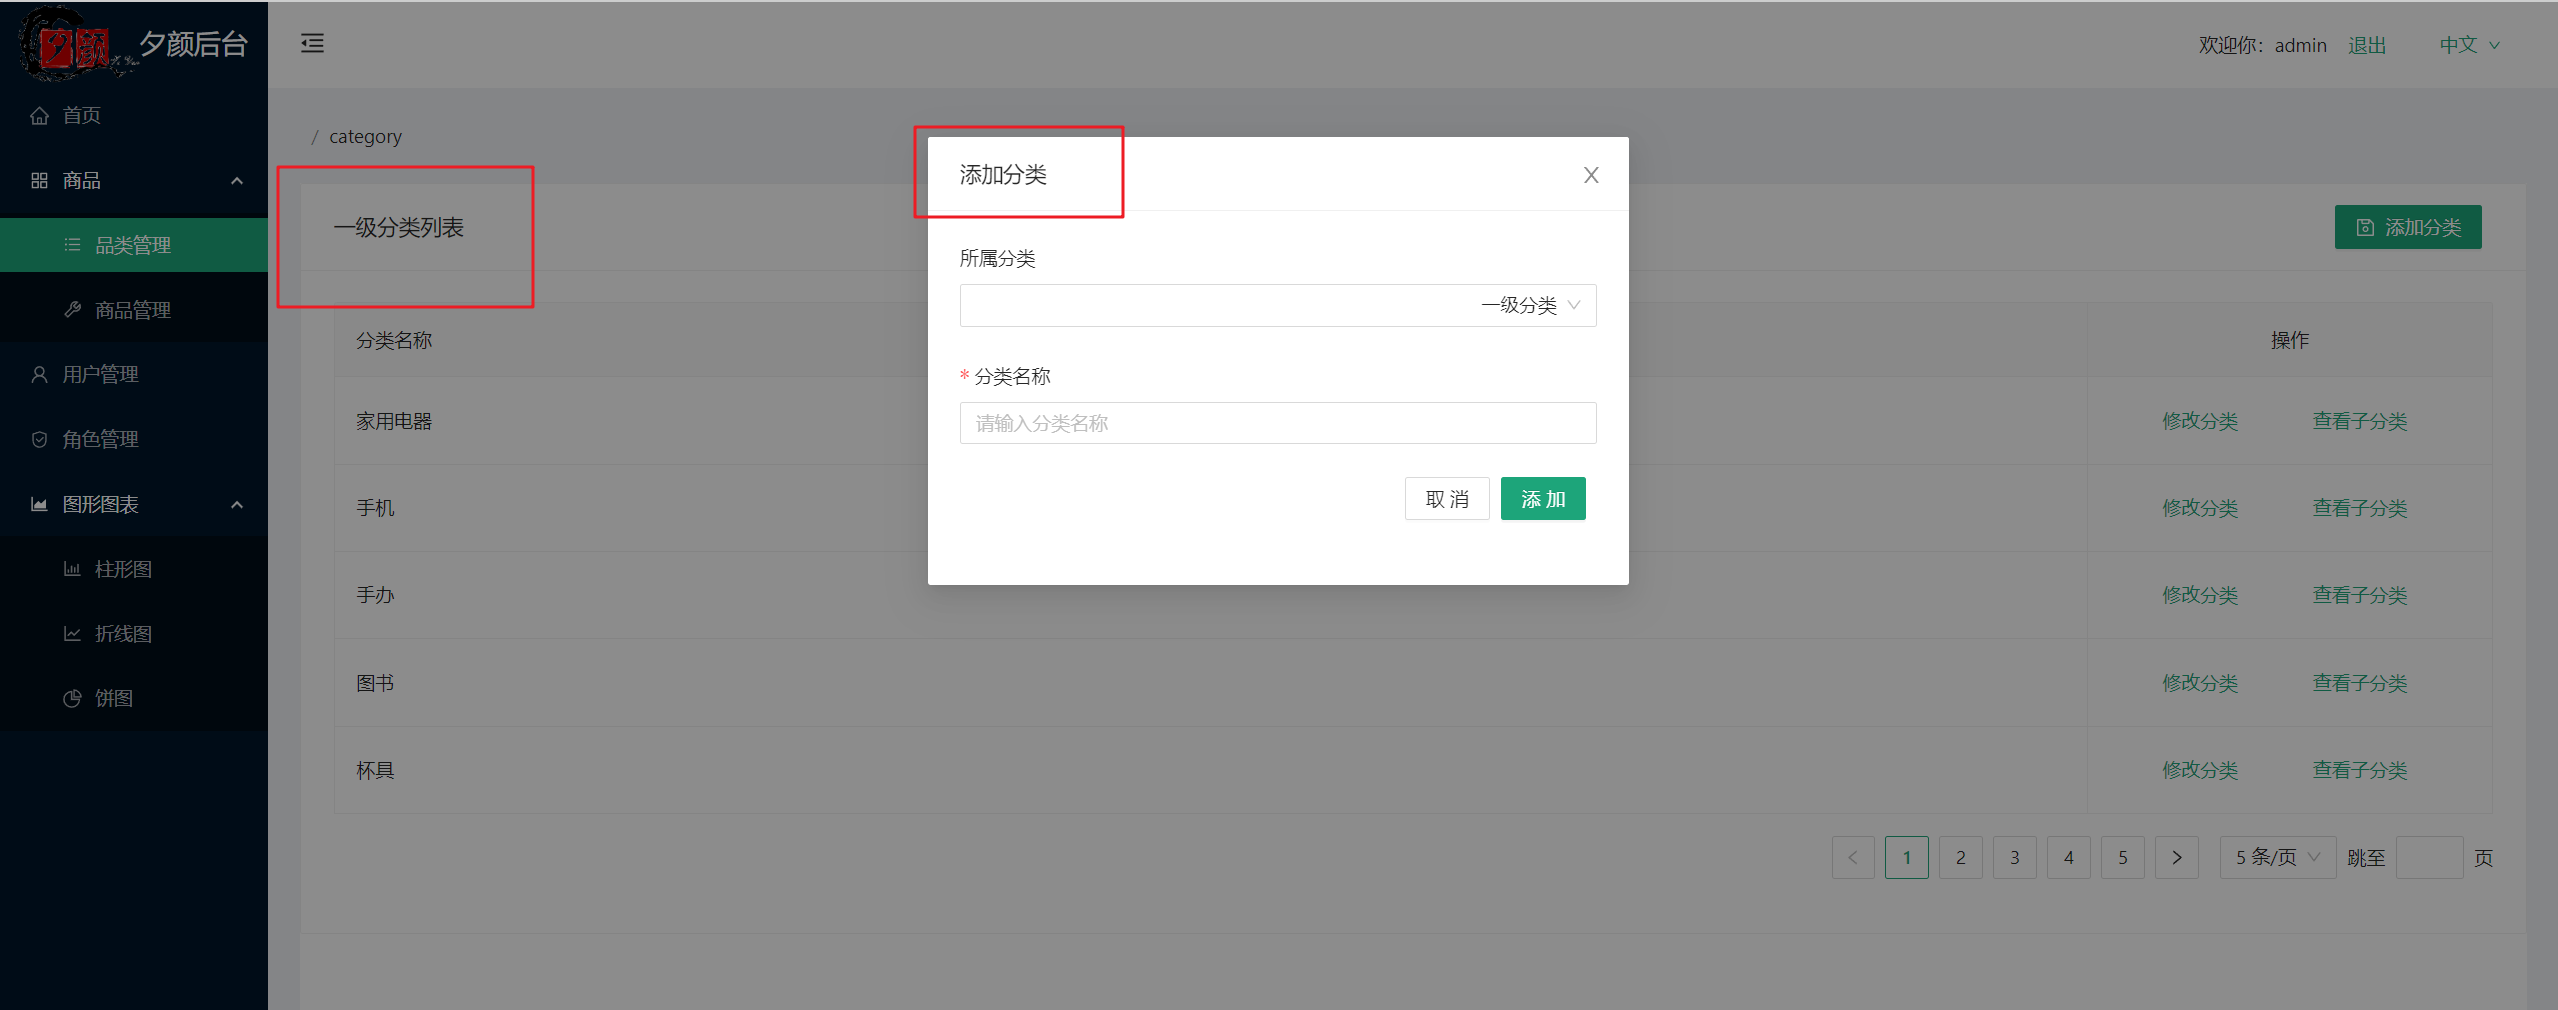 夕颜
夕颜后台
欢迎你：admin 退出 中文
首页
商品
品类管理
商品管理
用户管理
角色管理
图形图表
柱形图
折线图
饼图
/ category
一级分类列表
添加分类
分类名称 操作
家用电器 修改分类 查看子分类
手机 修改分类 查看子分类
手办 修改分类 查看子分类
图书 修改分类 查看子分类
杯具 修改分类 查看子分类
1 2 3 4 5 5 条/页 跳至 页
添加分类 X
所属分类
一级分类
* 分类名称
请输入分类名称
取 消 添 加